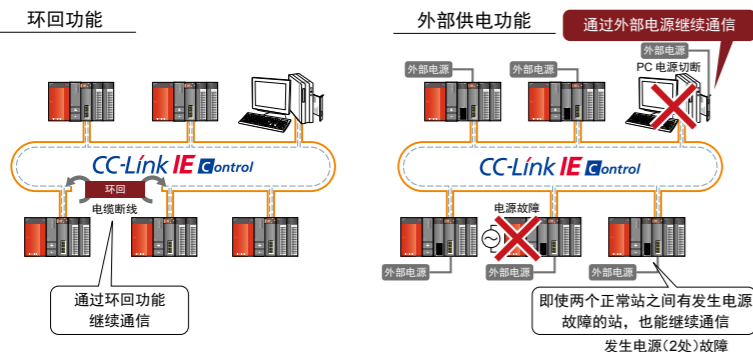 环回功能
CC-Link IE Control
环回
电缆断线
通过环回功能
继续通信
外部供电功能
通过外部电源继续通信
外部电源
外部电源
外部电源
PC 电源切断
CC-Link IE Control
电源故障
外部电源
外部电源
外部电源
即使两个正常站之间有发生电源
故障的站，也能继续通信
发生电源(2处)故障